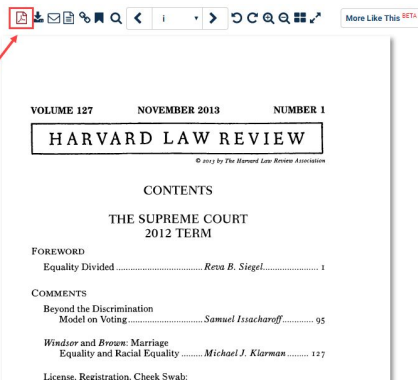 i
More Like This BETA
VOLUME 127 NOVEMBER 2013 NUMBER 1
HARVARD LAW REVIEW
© 2013 by The Harvard Law Review Association
CONTENTS
THE SUPREME COURT
2012 TERM
FOREWORD
Equality Divided ................................... Reva B. Siegel....................... 1
COMMENTS
Beyond the Discrimination
Model on Voting.............................. Samuel Issacharoff............. 95
Windsor and Brown: Marriage
Equality and Racial Equality ......... Michael J. Klarman ......... 127
License, Registration, Cheek Swab: